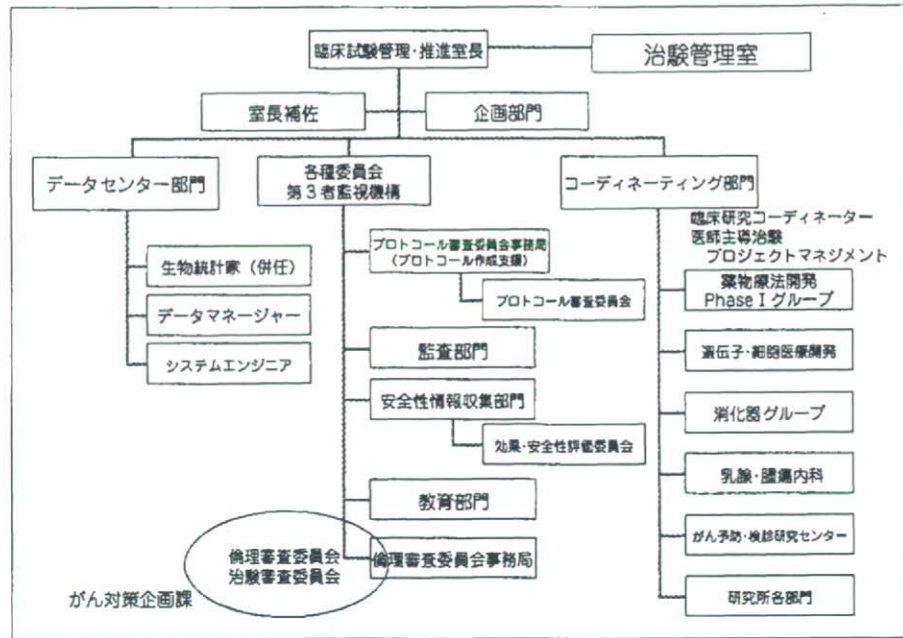 臨床試験管理・推進室長
治験管理室
室長補佐
企画部門
データセンター部門
各種委員会
第3者監視機構
コーディネーティング部門
生物統計家(併任)
データマネージャー
システムエンジニア
プロトコール審査委員会事務局
(プロトコール作成支援)
プロトコール審査委員会
監査部門
安全性情報収集部門
効果・安全性評価委員会
教育部門
倫理審査委員会事務局
倫理審査委員会
治験審査委員会
がん対策企画課
臨床研究コーディネーター
医師主導治験
プロジェクトマネジメント
薬物療法開発
Phase Iグループ
遺伝子・細胞医療開発
消化器グループ
乳腺・腫瘍内科
がん予防・検診研究センター
研究所各部門